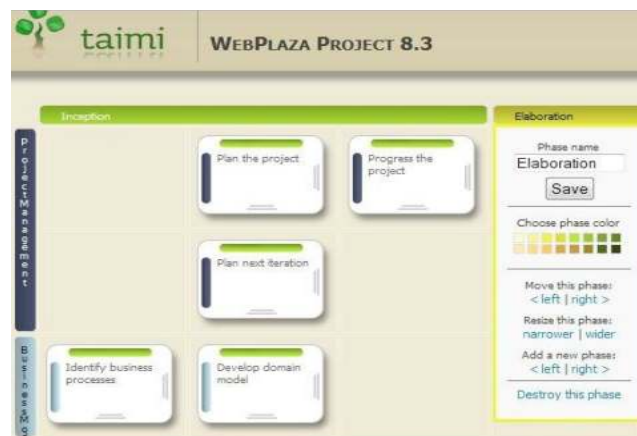 taimi
WEBPLAZA PROJECT 8.3
Inception
Elaboration
ProjectManagement
Plan the project
Progress the
project
Plan next iteration
Identify business
processes
Develop domain
model
Phase name
Elaboration
Save
Choose phase color
Move this phase:
< left | right >
Resize this phase:
narrower | wider
Add a new phase:
< left | right >
Destroy this phase